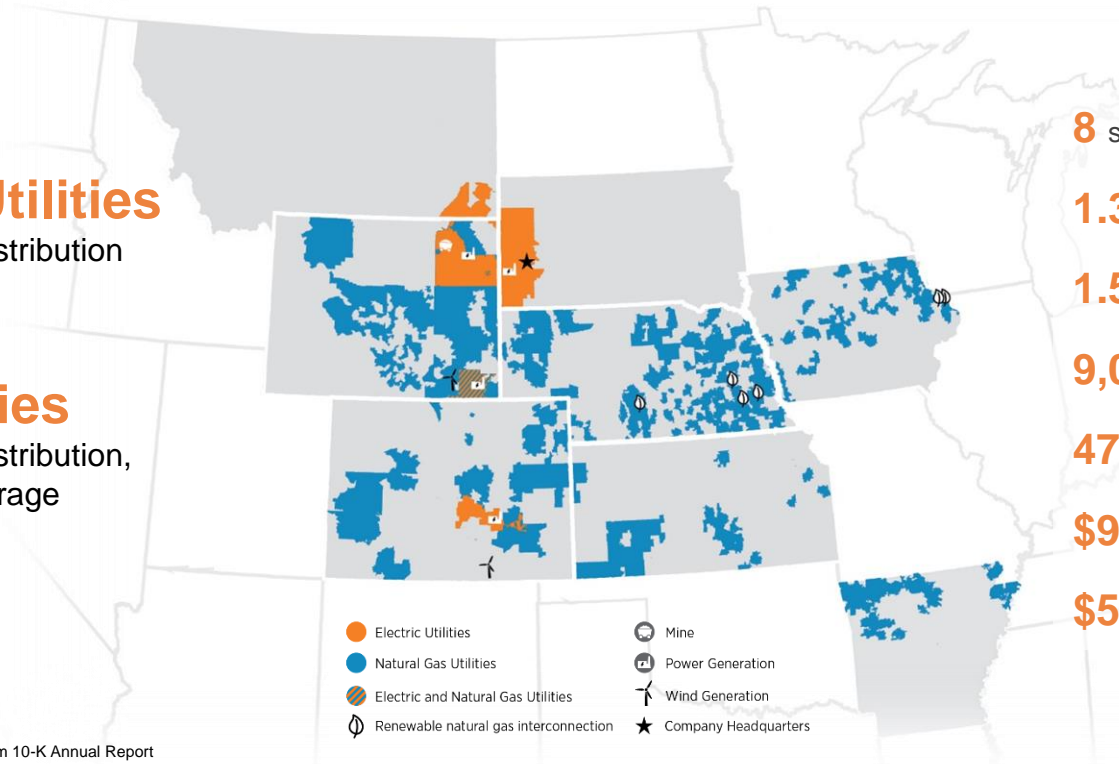 Utilities
stribution
ies
stribution,
rage
8 s
1.3
1.5
9,0
47
$9
$5
Electric Utilities
Natural Gas Utilities
Electric and Natural Gas Utilities
Renewable natural gas interconnection
Mine
Power Generation
Wind Generation
Company Headquarters
m 10-K Annual Report